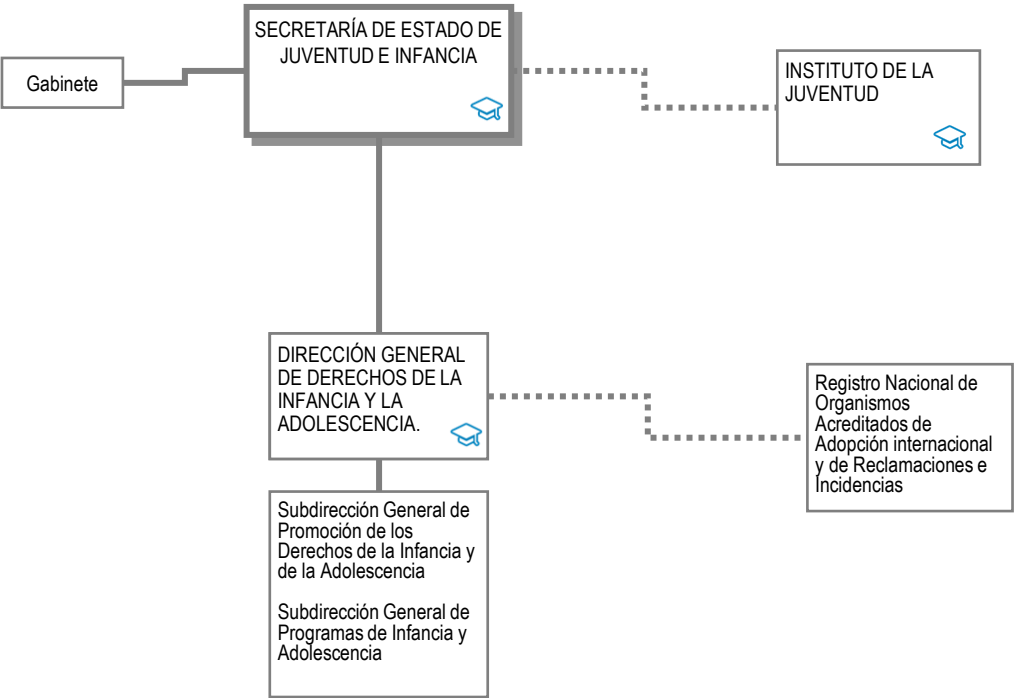 SECRETARÍA DE ESTADO DE
JUVENTUD E INFANCIA
Gabinete
INSTITUTO DE LA
JUVENTUD
DIRECCIÓN GENERAL
DE DERECHOS DE LA
INFANCIA Y LA
ADOLESCENCIA.
Registro Nacional de
Organismos
Acreditados de
Adopción internacional
y de Reclamaciones e
Incidencias
Subdirección General de
Promoción de los
Derechos de la Infancia y
de la Adolescencia
Subdirección General de
Programas de Infancia y
Adolescencia